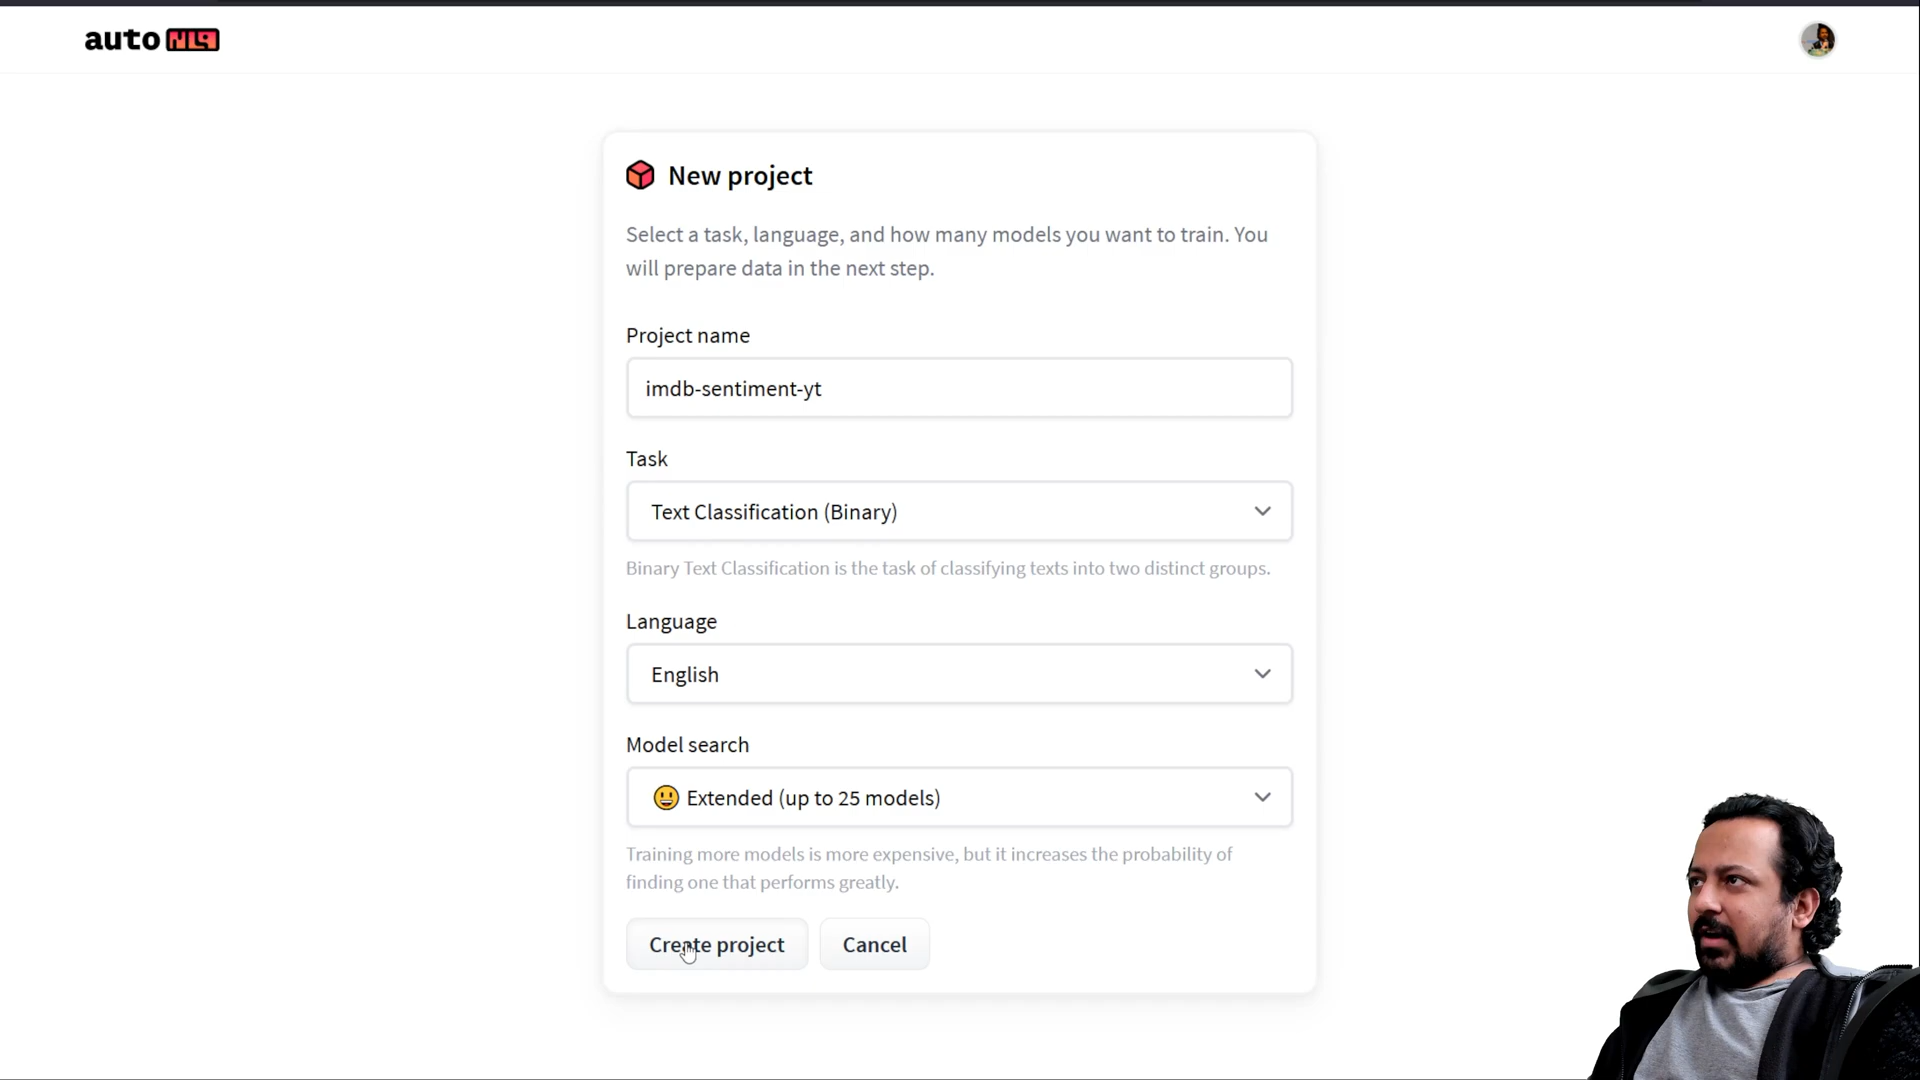 auto NLP
New project
Select a task, language, and how many models you want to train. You
will prepare data in the next step.
Project name
imdb-sentiment-yt
Task
Text Classification (Binary)
Binary Text Classification is the task of classifying texts into two distinct groups.
Language
English
Model search
😃 Extended (up to 25 models)
Training more models is more expensive, but it increases the probability of
finding one that performs greatly.
Create project Cancel